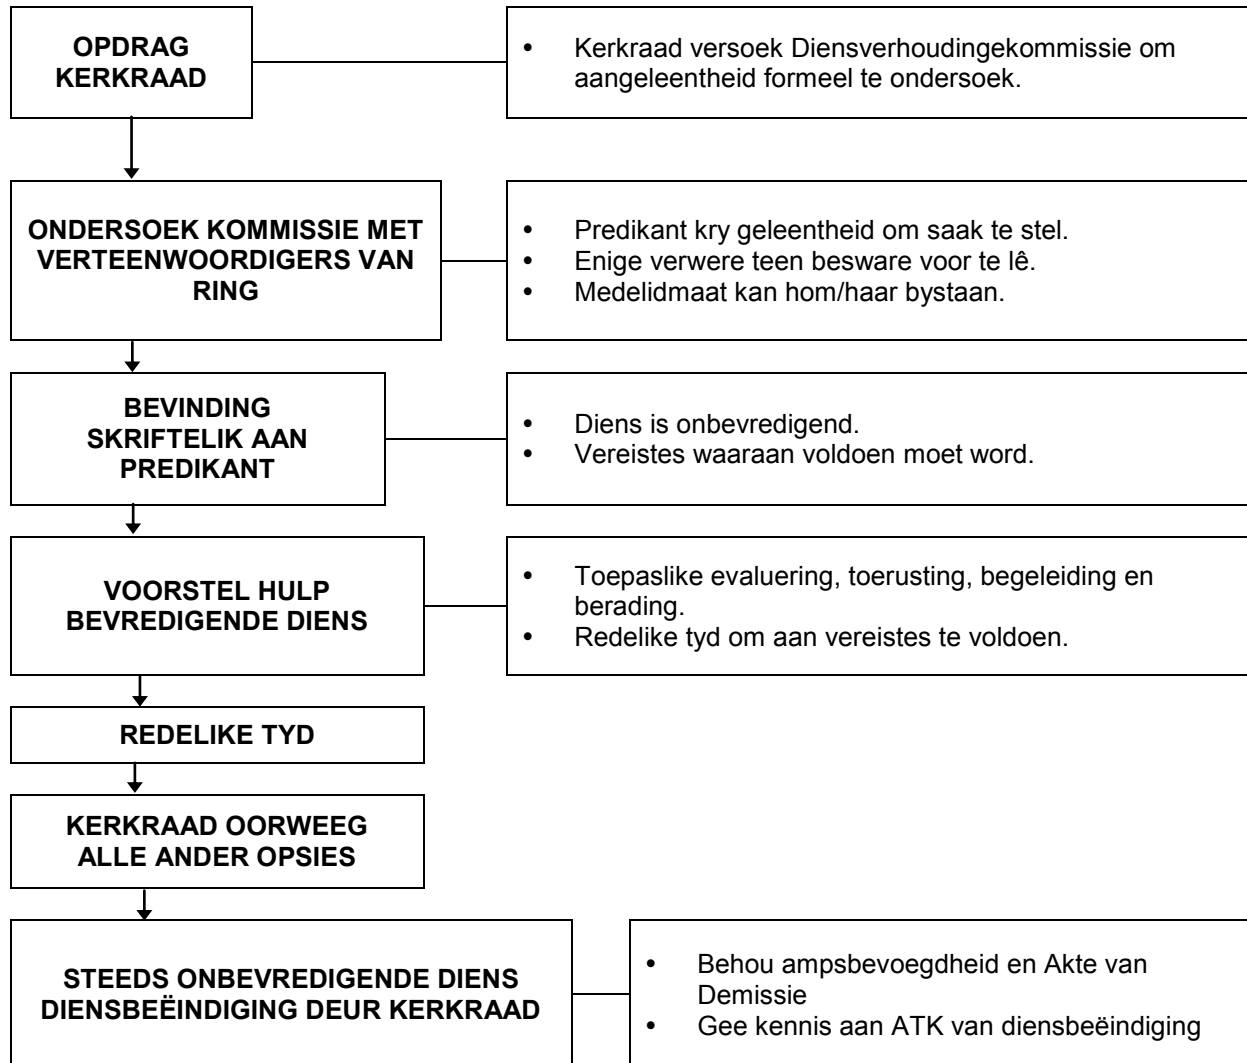 OPDRAG
KERKRAAD
• Kerkraad versoek Diensverhoudingekommissie om
aangeleentheid formeel te ondersoek.
ONDERSOEK KOMMISSIE MET
VERTEENWOORDIGERS VAN
RING
• Predikant kry geleentheid om saak te stel.
• Enige verwere teen besware voor te lê.
• Medelidmaat kan hom/haar bystaan.
BEVINDING
SKRIFTELIK AAN
PREDIKANT
• Diens is onbevredigend.
• Vereistes waaraan voldoen moet word.
VOORSTEL HULP
BEVREDIGENDE DIENS
• Toepaslike evaluering, toerusting, begeleiding en
berading.
• Redelike tyd om aan vereistes te voldoen.
REDELIKE TYD
KERKRAAD OORWEEG
ALLE ANDER OPSIES
STEEDS ONBEVREDIGENDE DIENS
DIENSBEËINDIGING DEUR KERKRAAD
• Behou ampsbevoegdheid en Akte van
Demissie
• Gee kennis aan ATK van diensbeëindiging